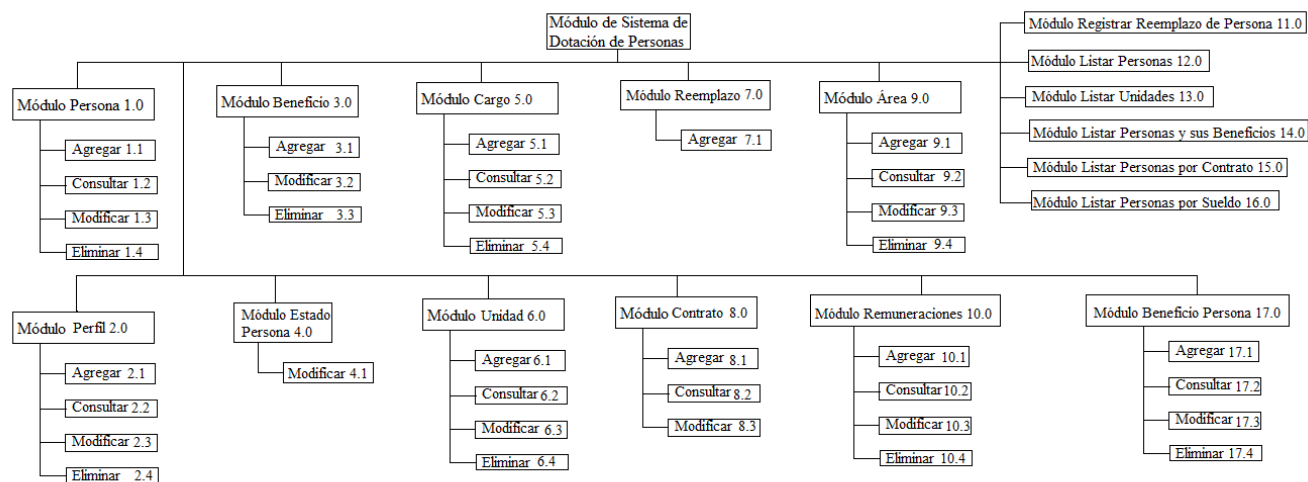 Módulo de Sistema de
Dotación de Personas
Módulo Registrar Reemplazo de Persona 11.0
Módulo Listar Personas 12.0
Módulo Listar Unidades 13.0
Módulo Listar Personas y sus Beneficios 14.0
Módulo Listar Personas por Contrato 15.0
Módulo Listar Personas por Sueldo 16.0
Módulo Persona 1.0
Agregar 1.1
Consultar 1.2
Modificar 1.3
Eliminar 1.4
Módulo Beneficio 3.0
Agregar 3.1
Modificar 3.2
Eliminar 3.3
Módulo Cargo 5.0
Agregar 5.1
Consultar 5.2
Modificar 5.3
Eliminar 5.4
Módulo Reemplazo 7.0
Agregar 7.1
Módulo Área 9.0
Agregar 9.1
Consultar 9.2
Modificar 9.3
Eliminar 9.4
Módulo Perfil 2.0
Agregar 2.1
Consultar 2.2
Modificar 2.3
Eliminar 2.4
Módulo Estado
Persona 4.0
Modificar 4.1
Módulo Unidad 6.0
Agregar 6.1
Consultar 6.2
Modificar 6.3
Eliminar 6.4
Módulo Contrato 8.0
Agregar 8.1
Consultar 8.2
Modificar 8.3
Módulo Remuneraciones 10.0
Agregar 10.1
Consultar 10.2
Modificar 10.3
Eliminar 10.4
Módulo Beneficio Persona 17.0
Agregar 17.1
Consultar 17.2
Modificar 17.3
Eliminar 17.4